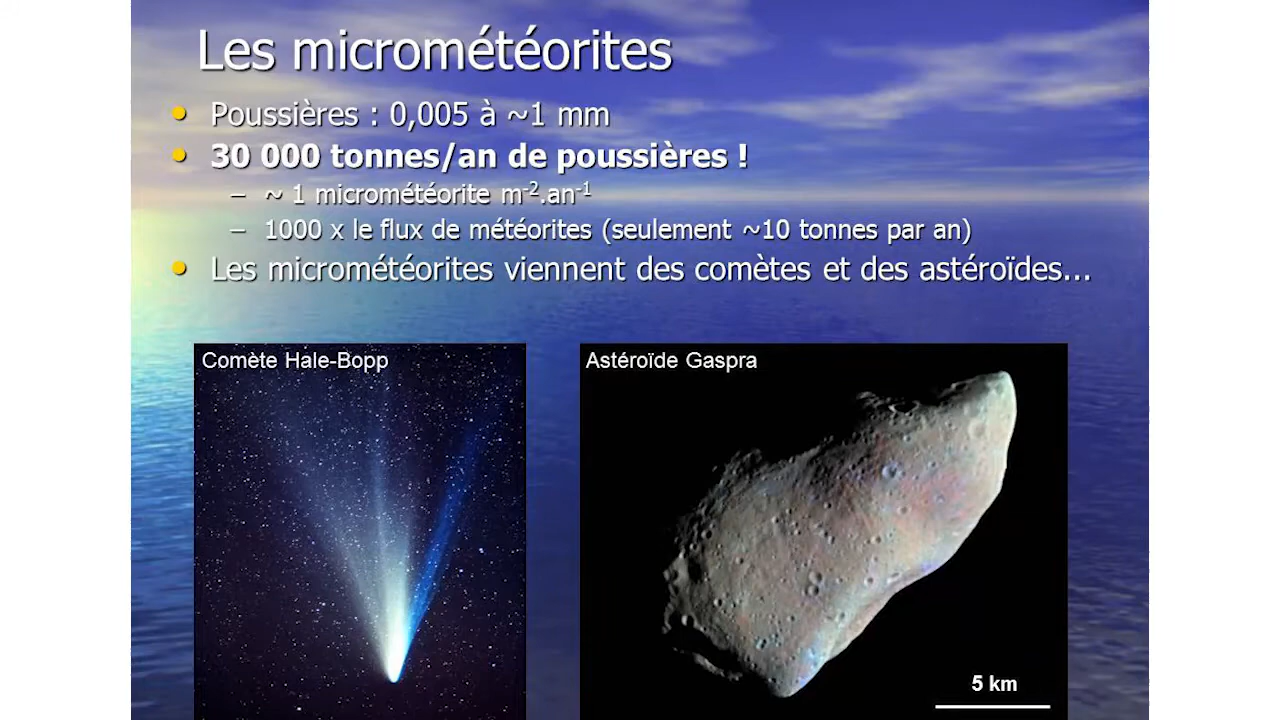 Les micrométéorites
• Poussières : 0,005 à ~1 mm
• 30 000 tonnes/an de poussières !
– ~ 1 micrométéorite m⁻².an⁻¹
– 1000 x le flux de météorites (seulement ~10 tonnes par an)
• Les micrométéorites viennent des comètes et des astéroïdes...
Comète Hale-Bopp
Astéroïde Gaspra
5 km